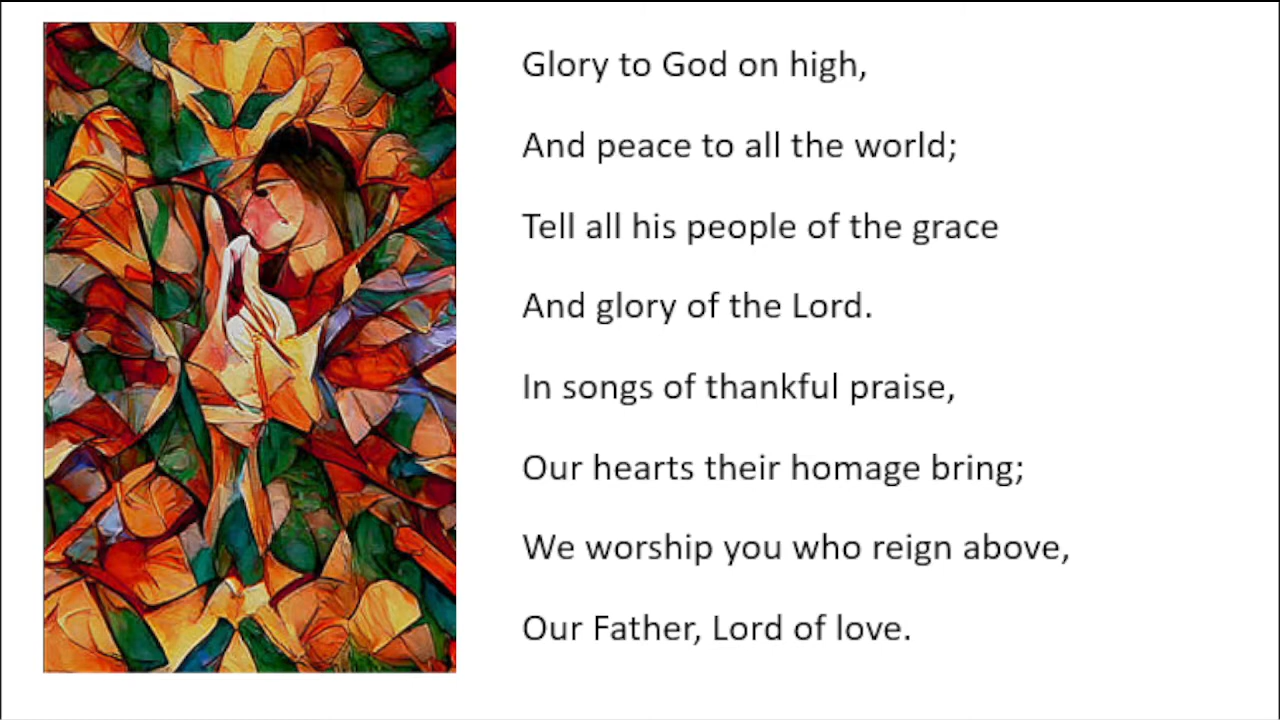 Glory to God on high,
And peace to all the world;
Tell all his people of the grace
And glory of the Lord.
In songs of thankful praise,
Our hearts their homage bring;
We worship you who reign above,
Our Father, Lord of love.